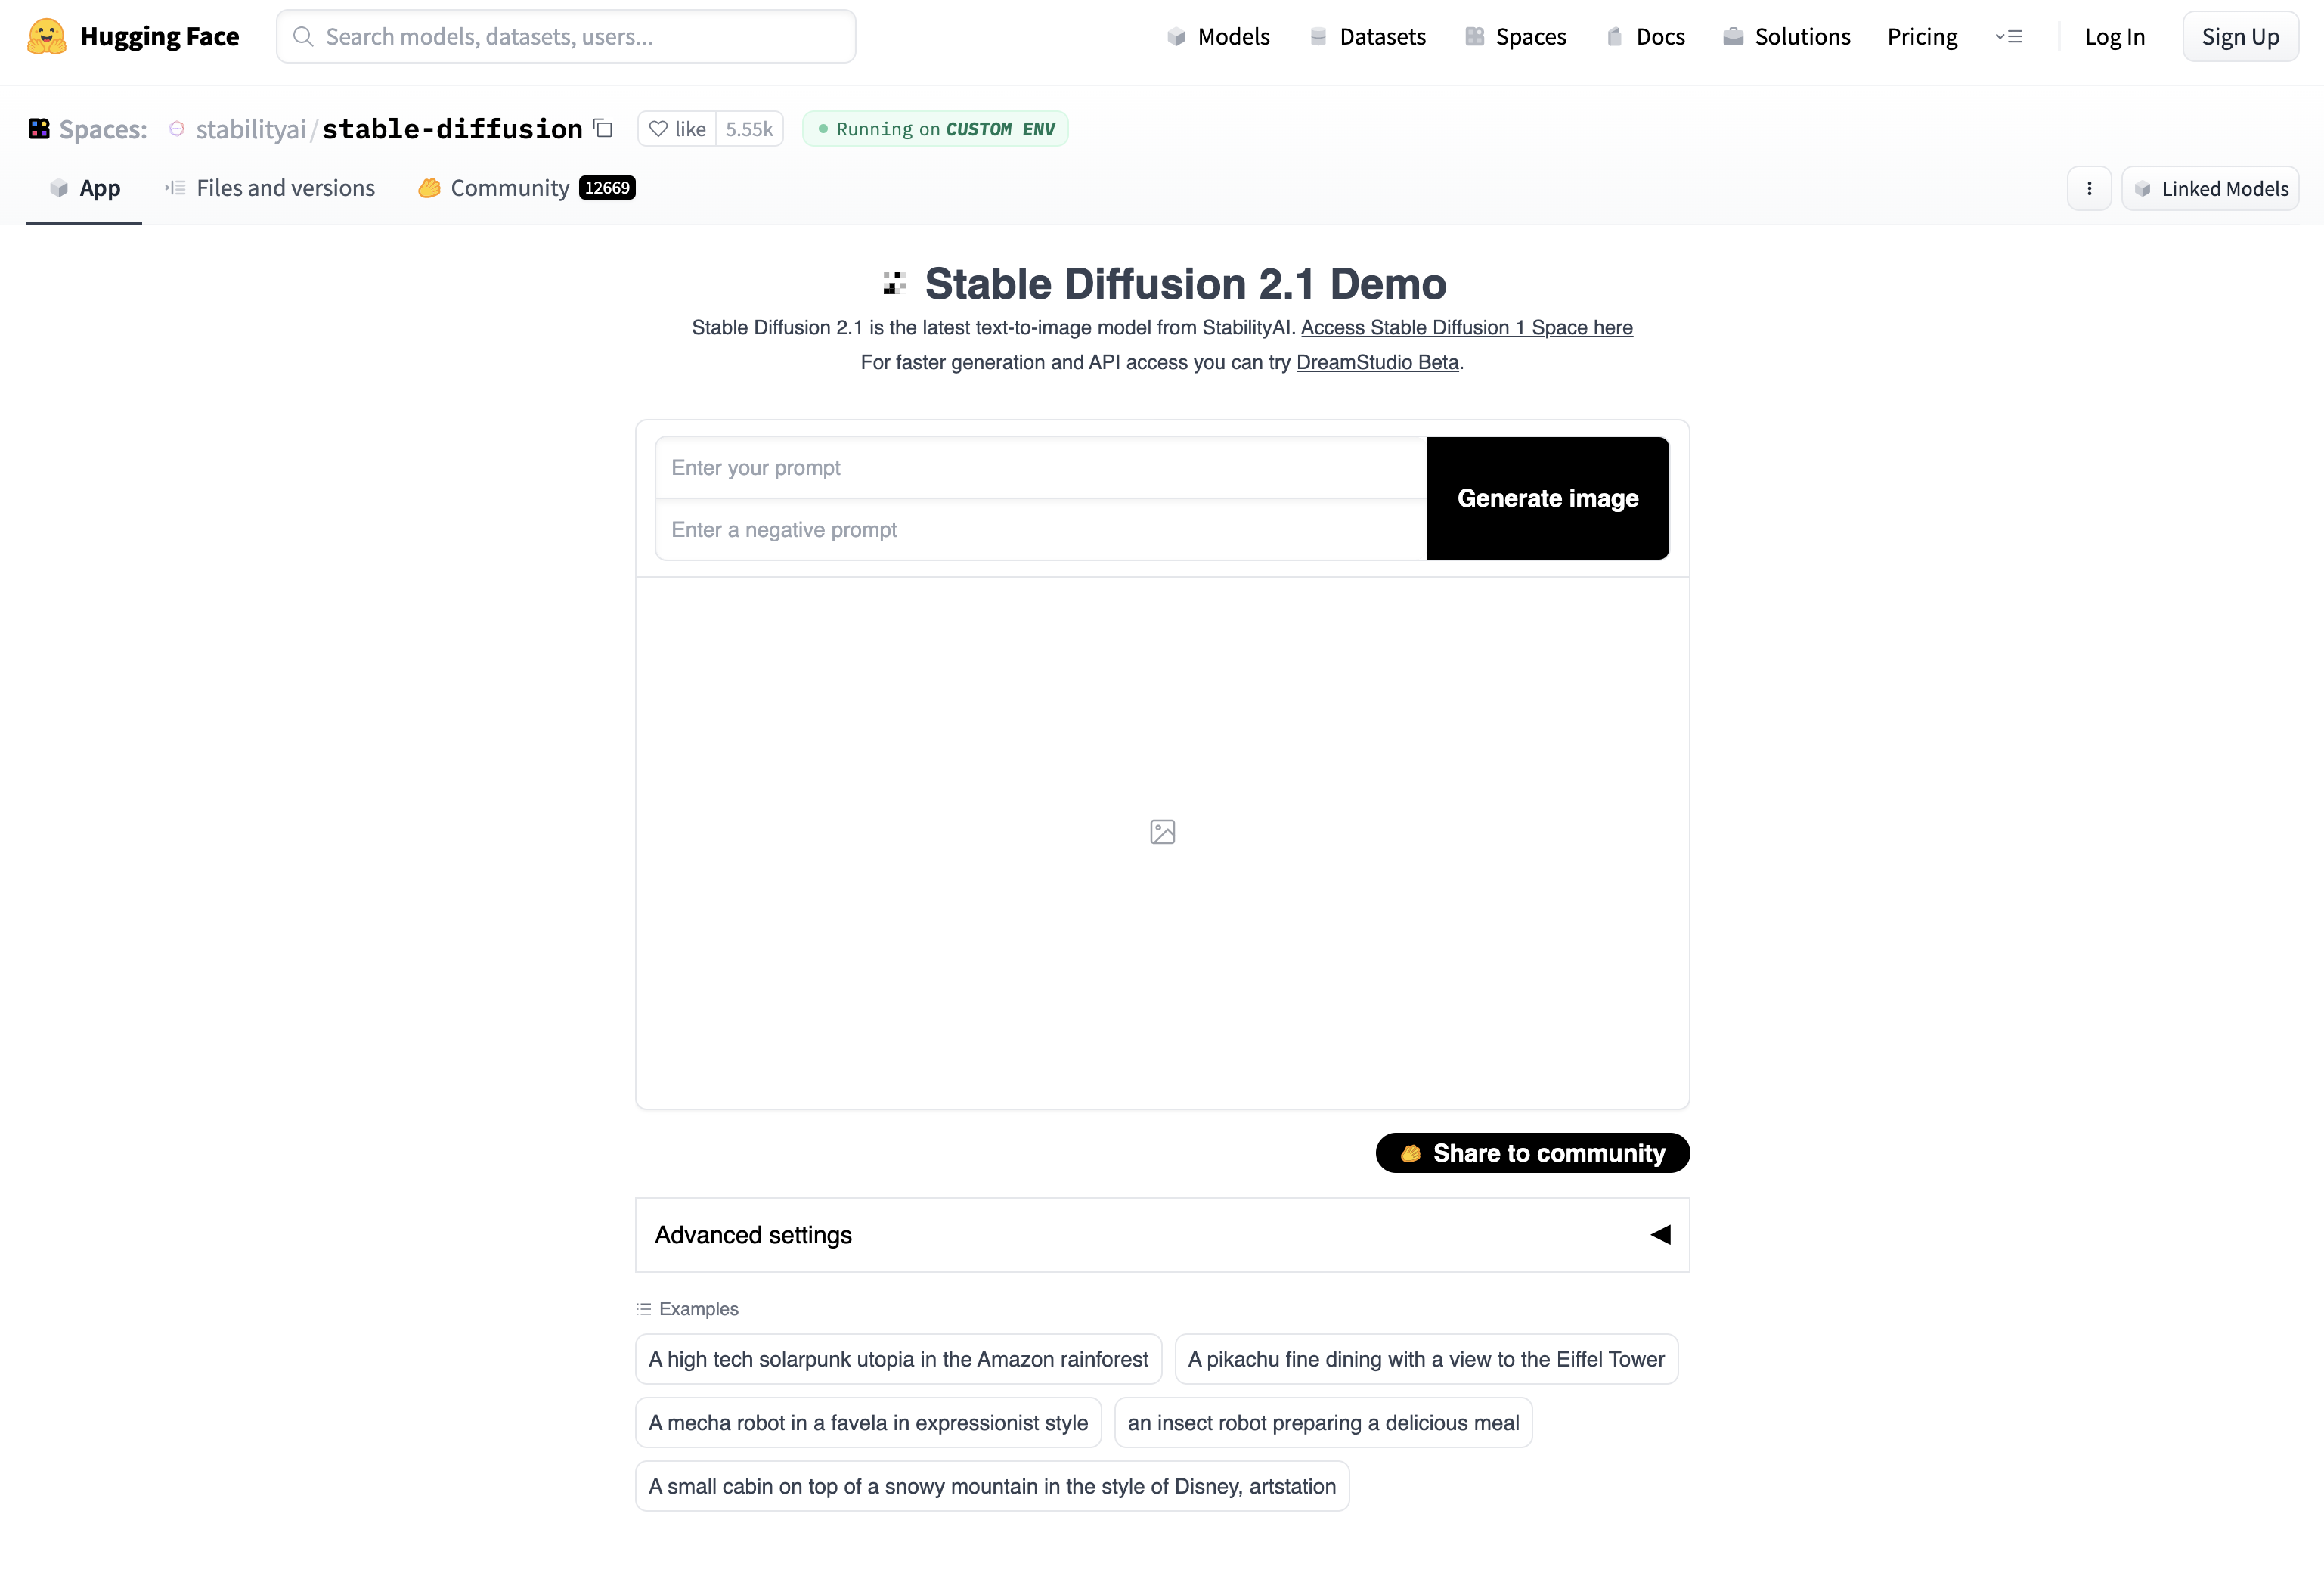 Hugging Face
Search models, datasets, users...
Models
Datasets
Spaces
Docs
Solutions
Pricing
Log In
Sign Up
Spaces:
stabilityai/stable-diffusion
like
5.55k
Running on CUSTOM ENV
App
Files and versions
Community
12669
Linked Models
Stable Diffusion 2.1 Demo
Stable Diffusion 2.1 is the latest text-to-image model from StabilityAI. Access Stable Diffusion 1 Space here
For faster generation and API access you can try DreamStudio Beta.
Enter your prompt
Enter a negative prompt
Generate image
Share to community
Advanced settings
Examples
A high tech solarpunk utopia in the Amazon rainforest
A pikachu fine dining with a view to the Eiffel Tower
A mecha robot in a favela in expressionist style
an insect robot preparing a delicious meal
A small cabin on top of a snowy mountain in the style of Disney, artstation